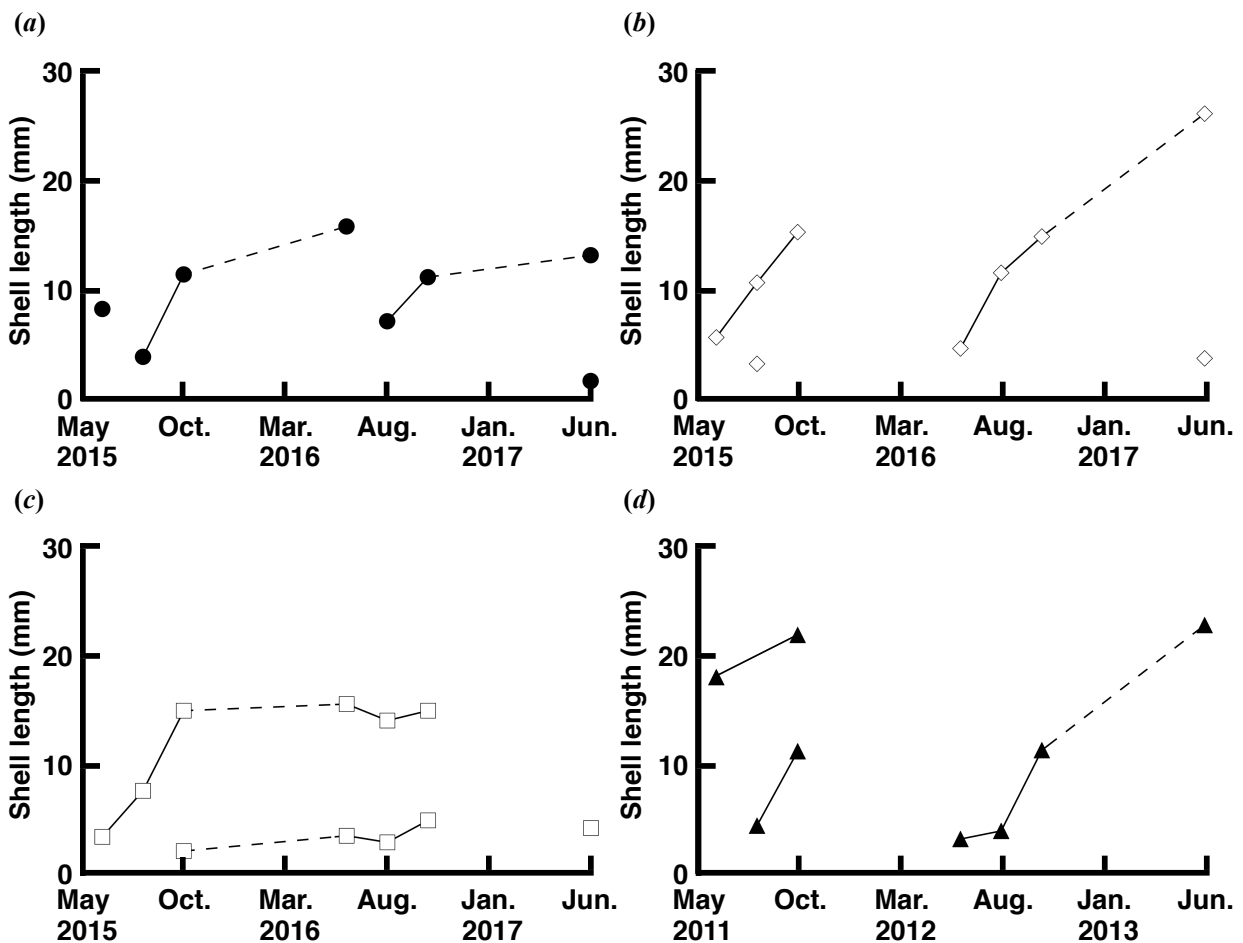 (a)
Shell length (mm)
30
20
10
0
May Oct. Mar. Aug. Jan. Jun.
2015 2016 2017
(b)
Shell length (mm)
30
20
10
0
May Oct. Mar. Aug. Jan. Jun.
2015 2016 2017
(c)
Shell length (mm)
30
20
10
0
May Oct. Mar. Aug. Jan. Jun.
2015 2016 2017
(d)
Shell length (mm)
30
20
10
0
May Oct. Mar. Aug. Jan. Jun.
2011 2012 2013